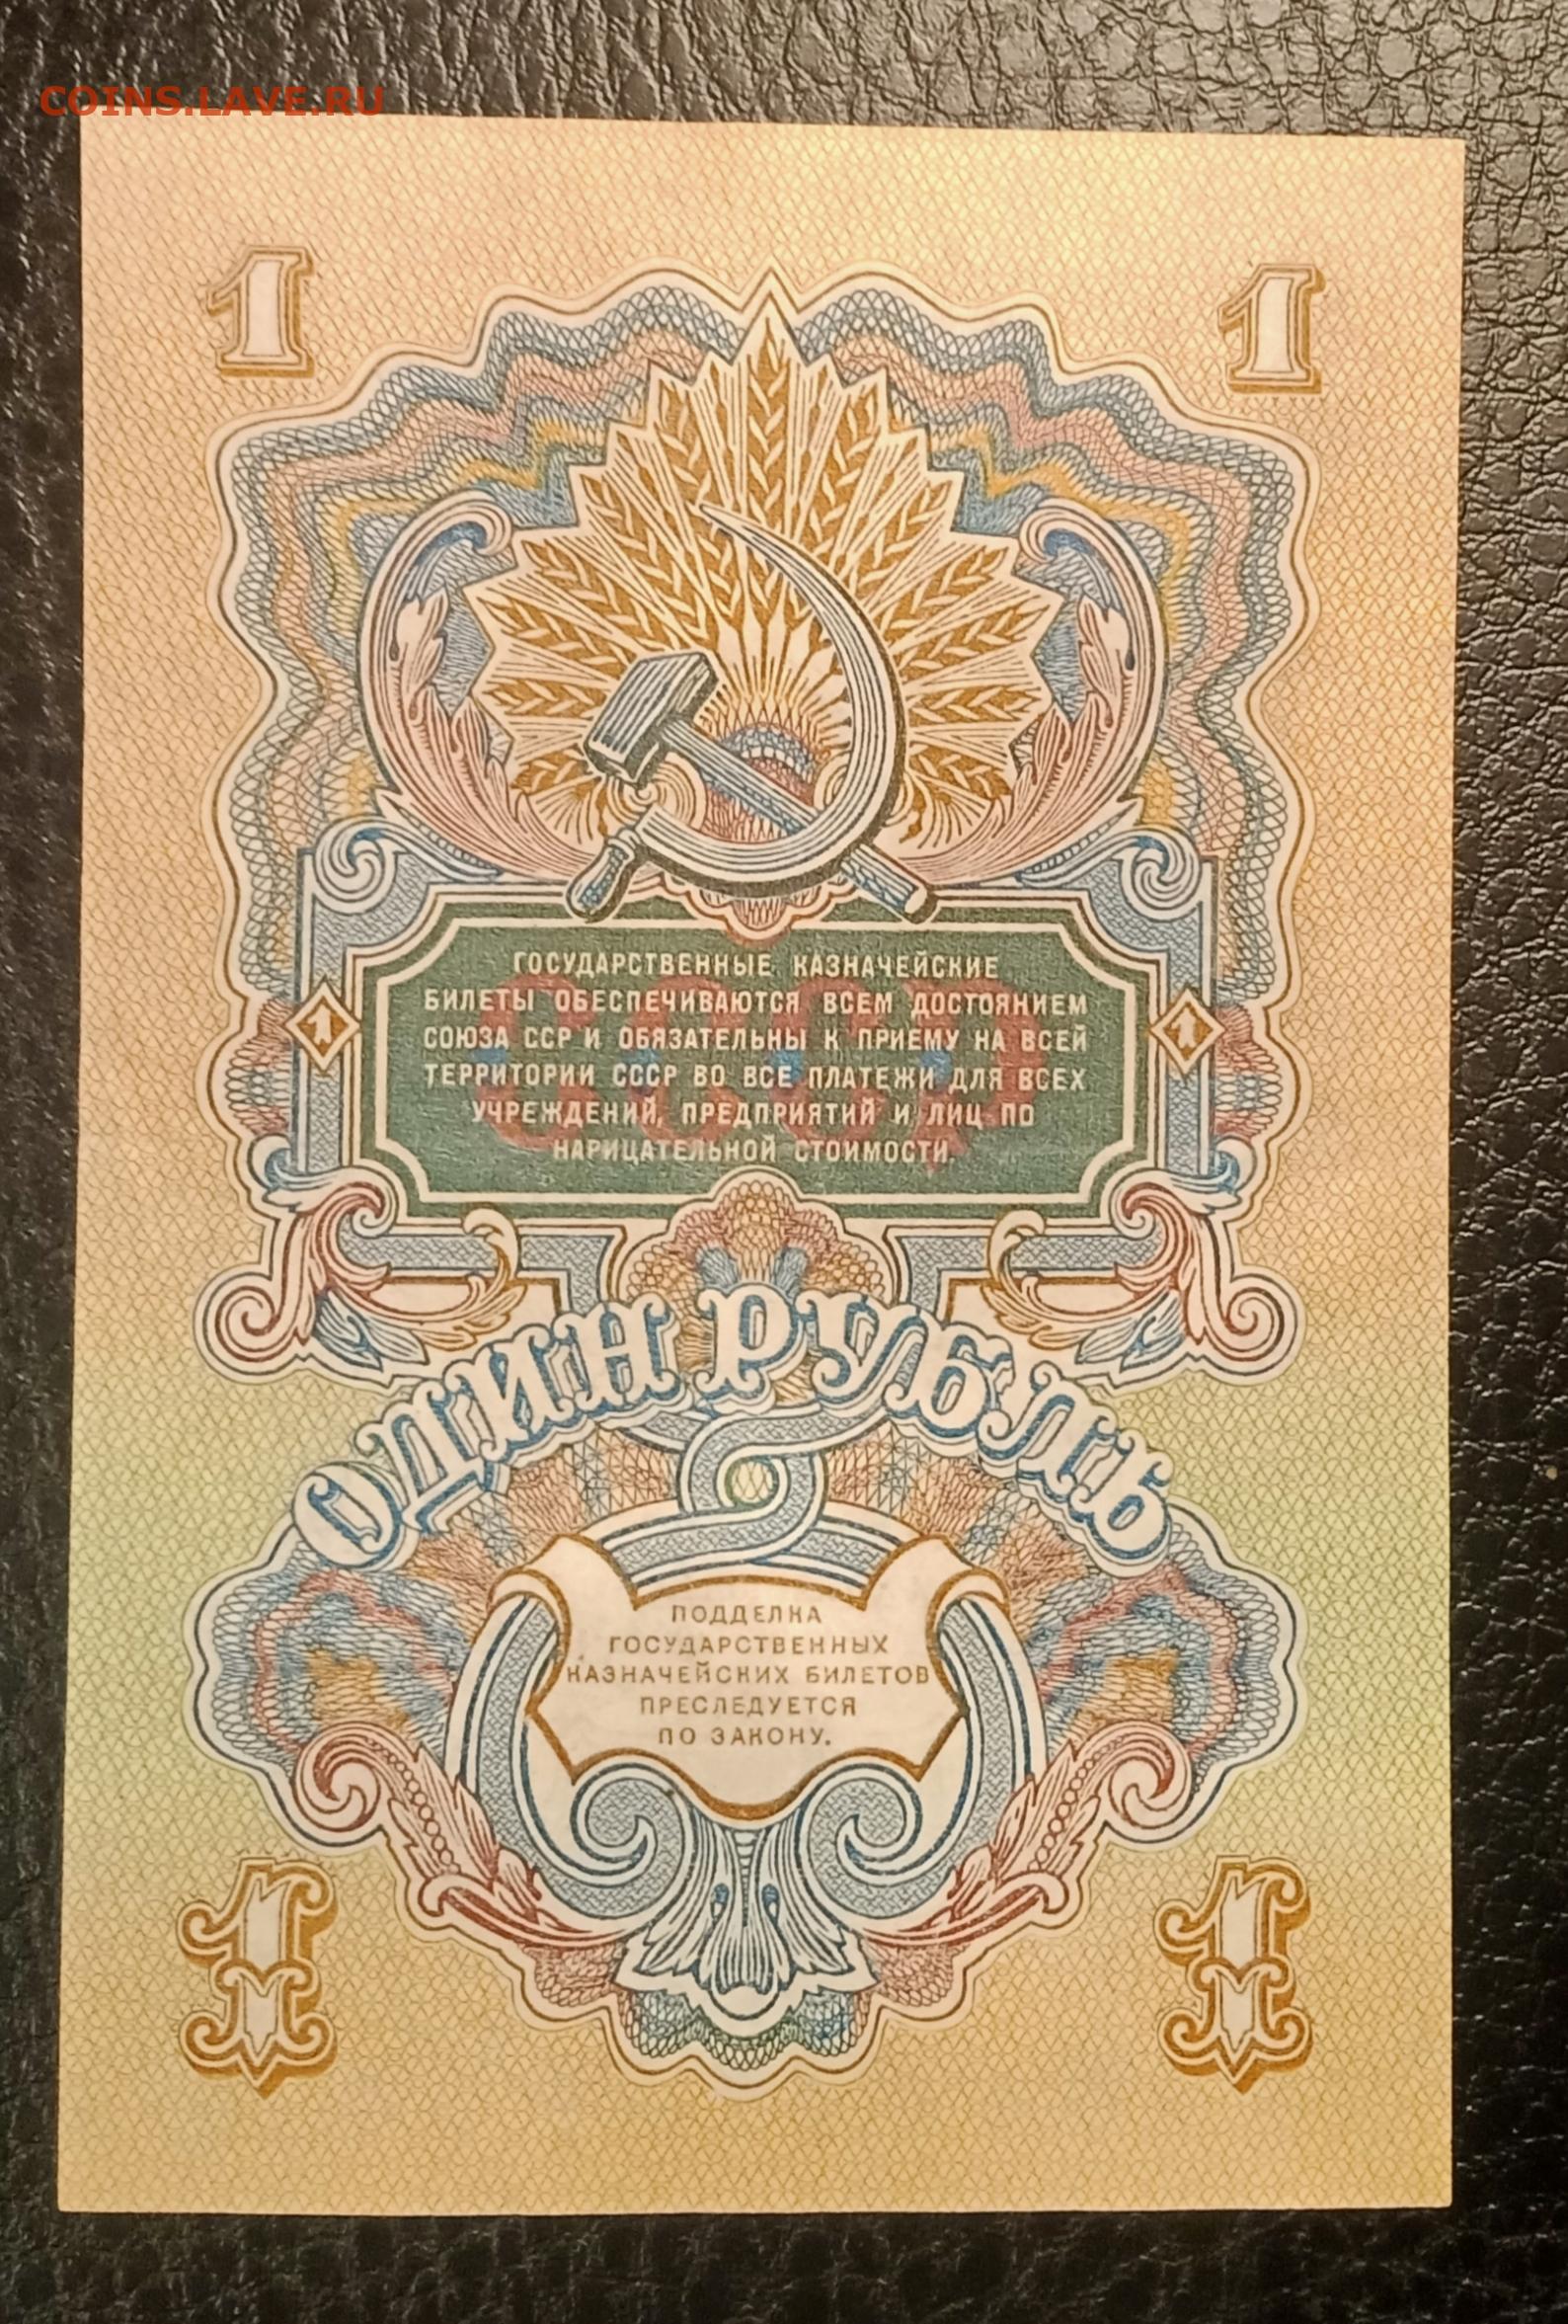 COINS.LAVE.RU
1 1
ГОСУДАРСТВЕННЫЕ КАЗНАЧЕЙСКИЕ
БИЛЕТЫ ОБЕСПЕЧИВАЮТСЯ ВСЕМ ДОСТОЯНИЕМ
СОЮЗА ССР И ОБЯЗАТЕЛЬНЫ К ПРИЕМУ НА ВСЕЙ
1 1
ТЕРРИТОРИИ СССР ВО ВСЕ ПЛАТЕЖИ ДЛЯ ВСЕХ
УЧРЕЖДЕНИЙ, ПРЕДПРИЯТИЙ И ЛИЦ ПО
НАРИЦАТЕЛЬНОЙ СТОИМОСТИ.
СССР
ОДИН РУБЛЬ
ПОДДЕЛКА
ГОСУДАРСТВЕННЫХ
КАЗНАЧЕЙСКИХ БИЛЕТОВ
ПРЕСЛЕДУЕТСЯ
ПО ЗАКОНУ.
1 1